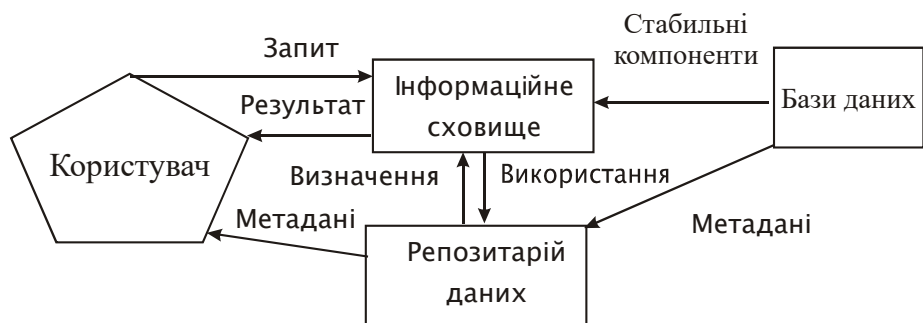 Стабільні
компоненти
Запит
Інформаційне
сховище
Бази даних
Результат
Користувач
Визначення
Використання
Метадані
Метадані
Репозитарій
даних